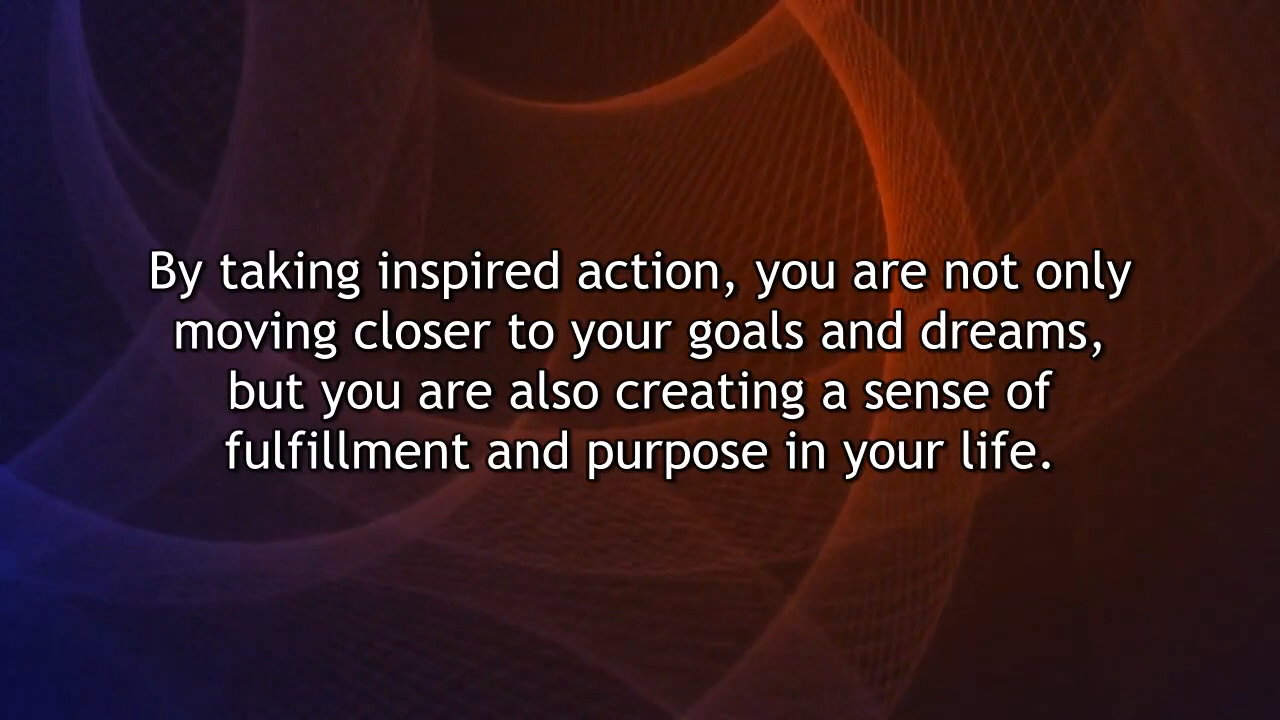 By taking inspired action, you are not only
moving closer to your goals and dreams,
but you are also creating a sense of
fulfillment and purpose in your life.